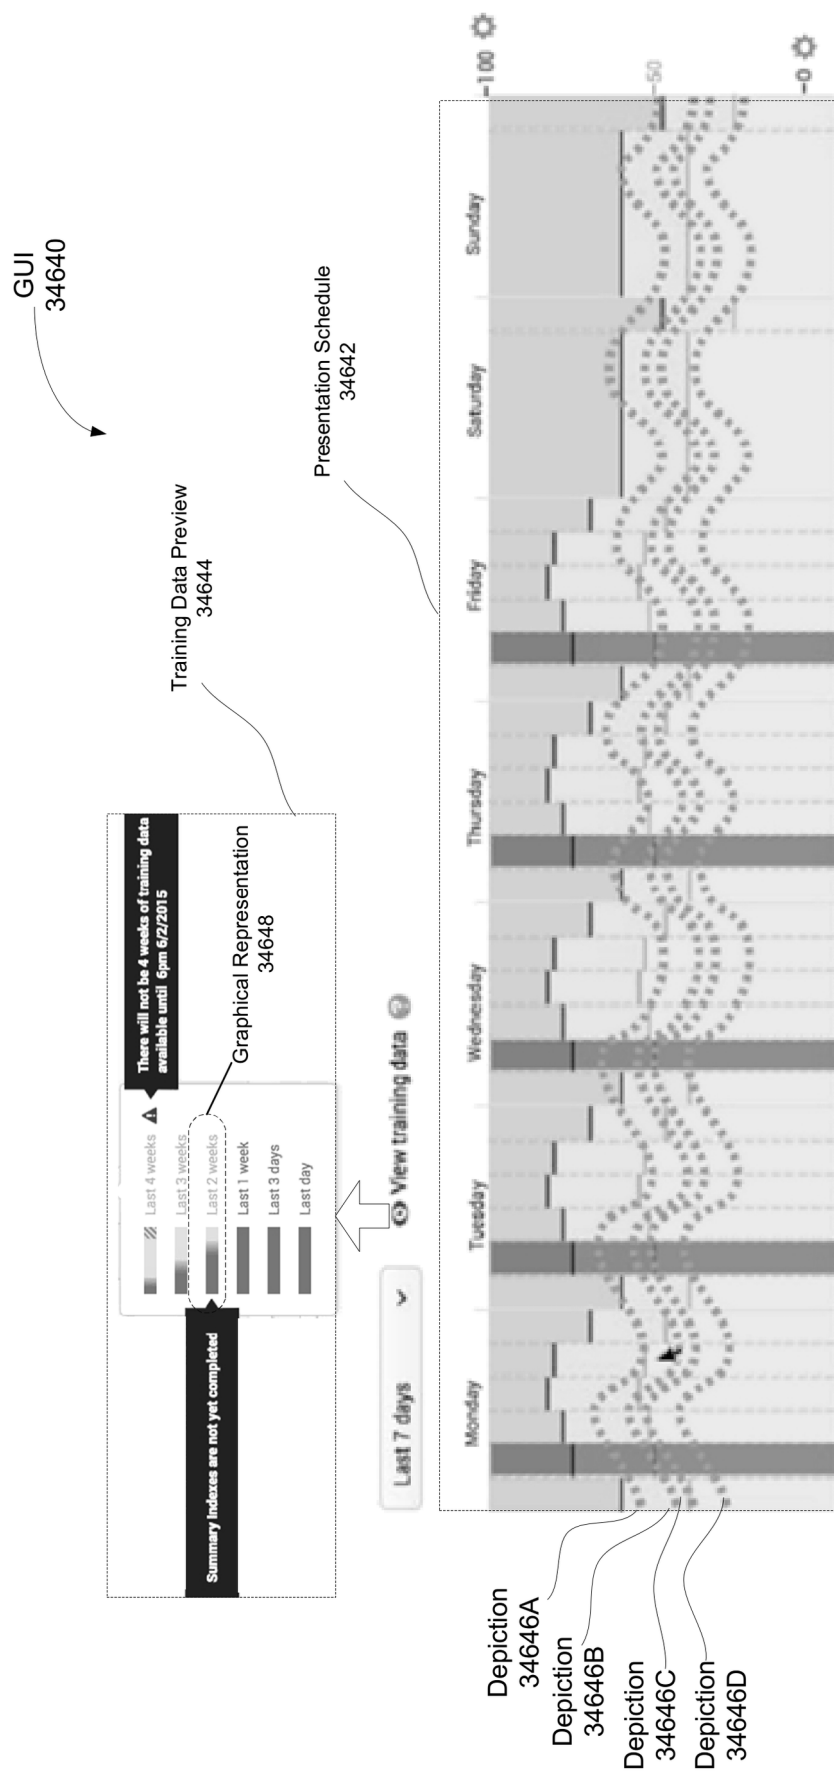 GUI
34640
Training Data Preview
34644
Presentation Schedule
34642
There will not be 4 weeks of training data
available until 6pm 6/2/2015
Last 4 weeks
Last 3 weeks
Last 2 weeks
Last 1 week
Last 3 days
Last day
Summary Indexes are not yet completed
Graphical Representation
34648
Last 7 days
View training data
Monday
Tuesday
Wednesday
Thursday
Friday
Saturday
Sunday
100
50
0
Depiction
34646A
Depiction
34646B
Depiction
34646C
Depiction
34646D